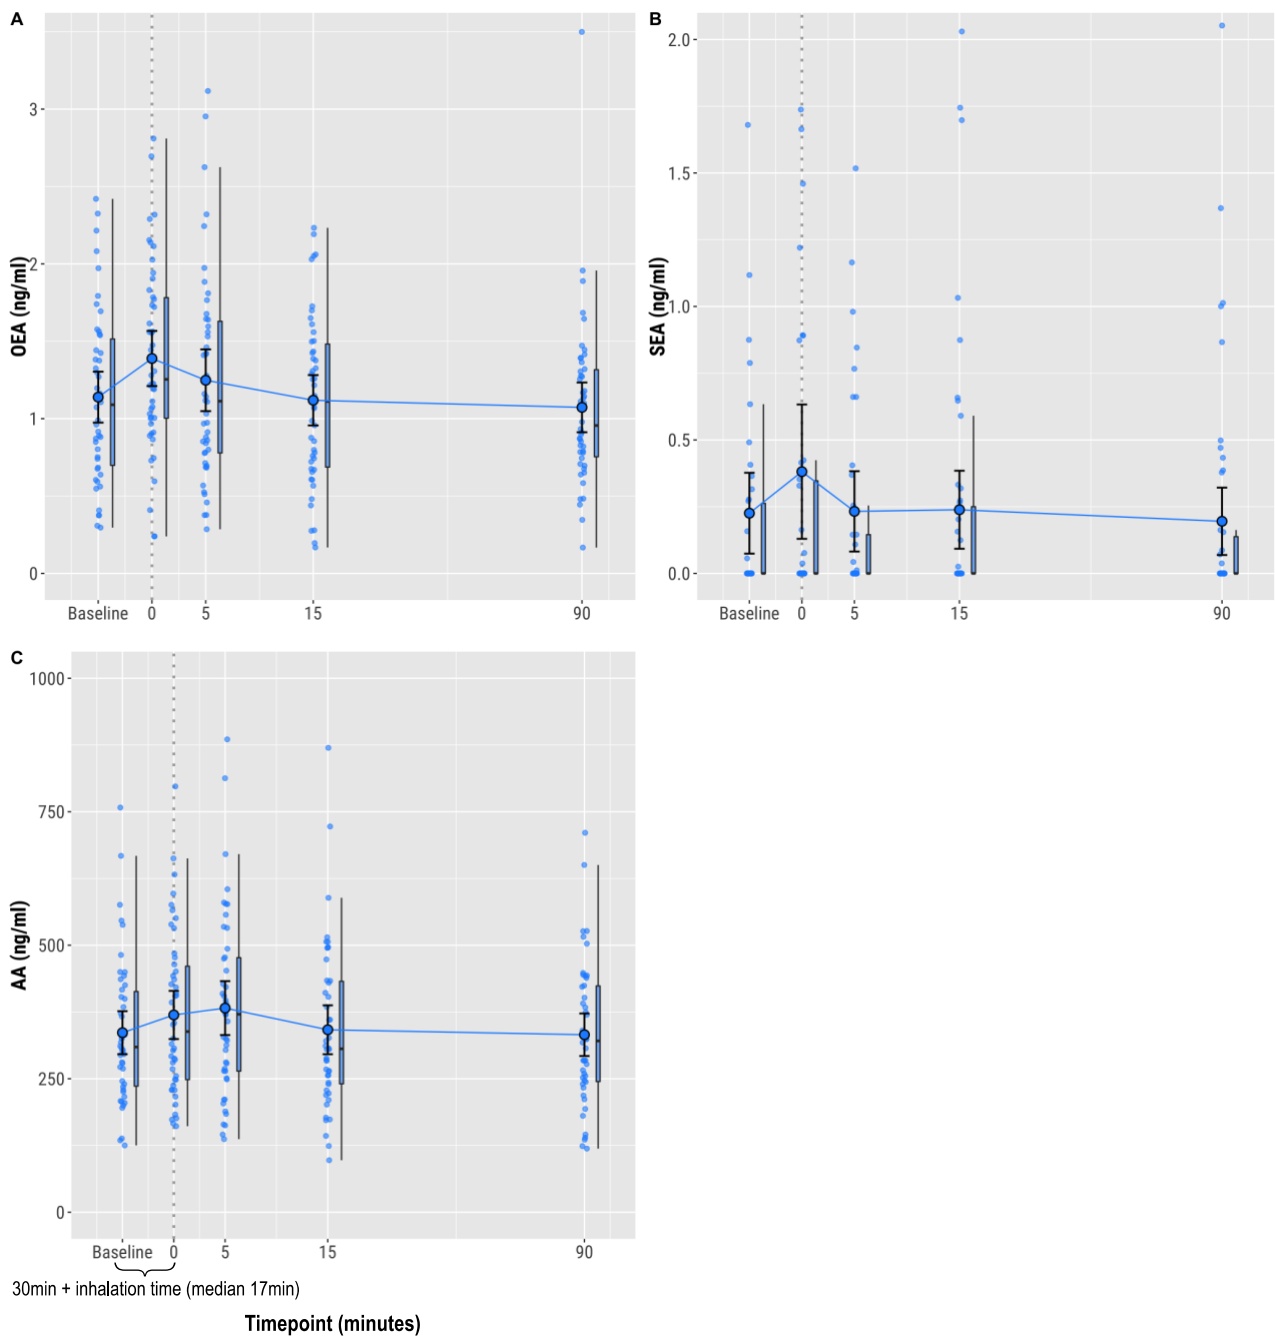 A
OEA (ng/ml)
3
2
1
0
Baseline 0 5 15 90
B
SEA (ng/ml)
2.0
1.5
1.0
0.5
0.0
Baseline 0 5 15 90
C
AA (ng/ml)
1000
750
500
250
0
Baseline 0 5 15 90
30min + inhalation time (median 17min)
Timepoint (minutes)